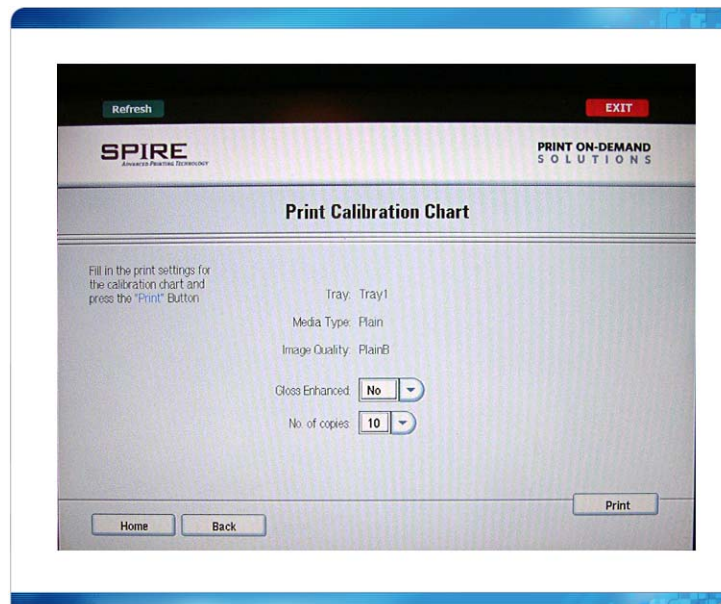 Refresh
EXIT
SPIRE
ADVANCED PRINTING TECHNOLOGY
PRINT ON-DEMAND
SOLUTIONS
Print Calibration Chart
Fill in the print settings for
the calibration chart and
press the "Print" Button
Tray: Tray1
Media Type: Plain
Image Quality: PlainB
Gloss Enhanced: No
No. of copies: 10
Print
Home
Back